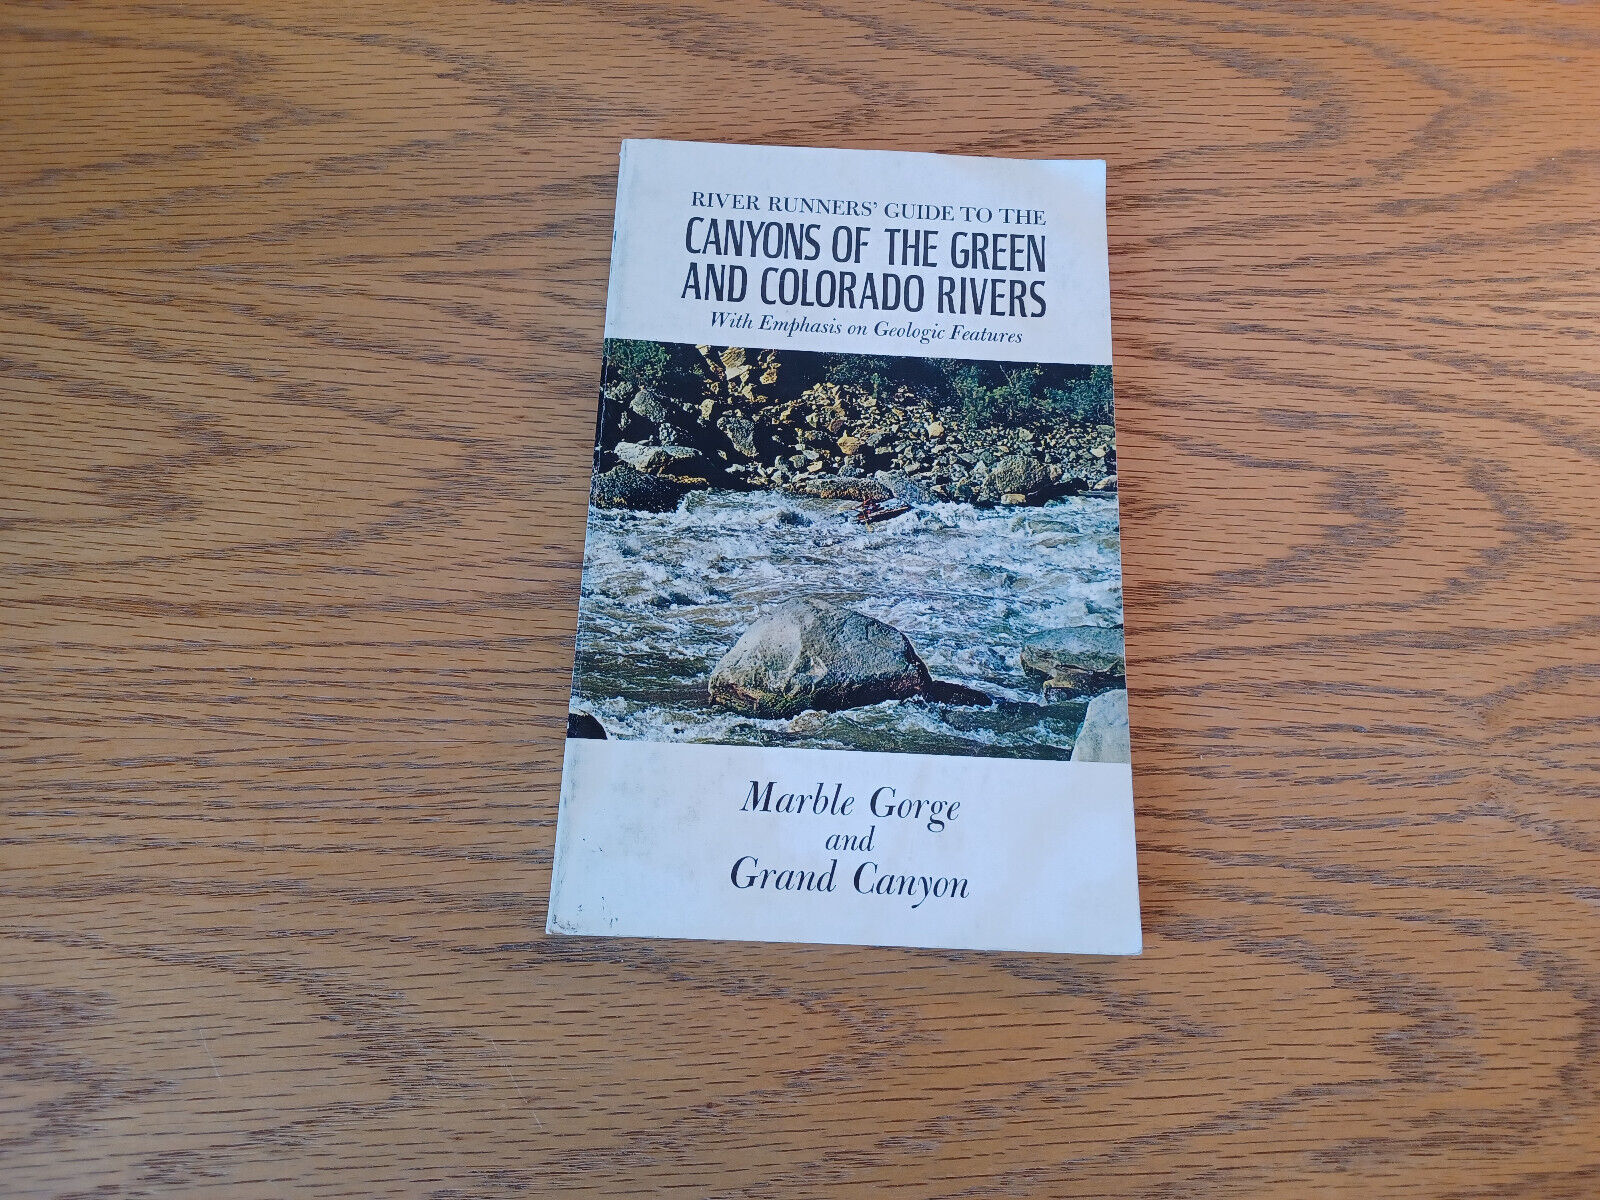 RIVER RUNNERS' GUIDE TO THE
CANYONS OF THE GREEN
AND COLORADO RIVERS
With Emphasis on Geologic Features
Marble Gorge
and
Grand Canyon